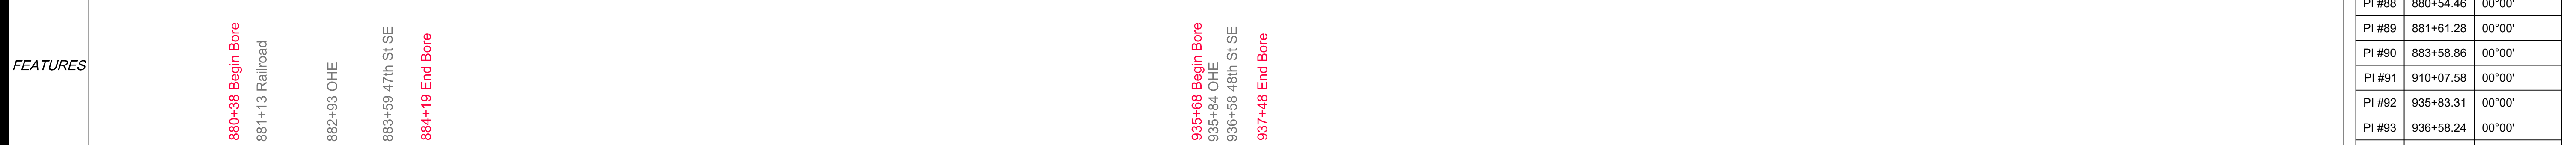 FEATURES
880+38 Begin Bore
881+13 Railroad
882+93 OHE
883+59 47th St SE
884+19 End Bore
935+68 Begin Bore
935+84 OHE
936+58 48th St SE
937+48 End Bore
PI #88 880+54.46 00°00'
PI #89 881+61.28 00°00'
PI #90 883+58.86 00°00'
PI #91 910+07.58 00°00'
PI #92 935+83.31 00°00'
PI #93 936+58.24 00°00'